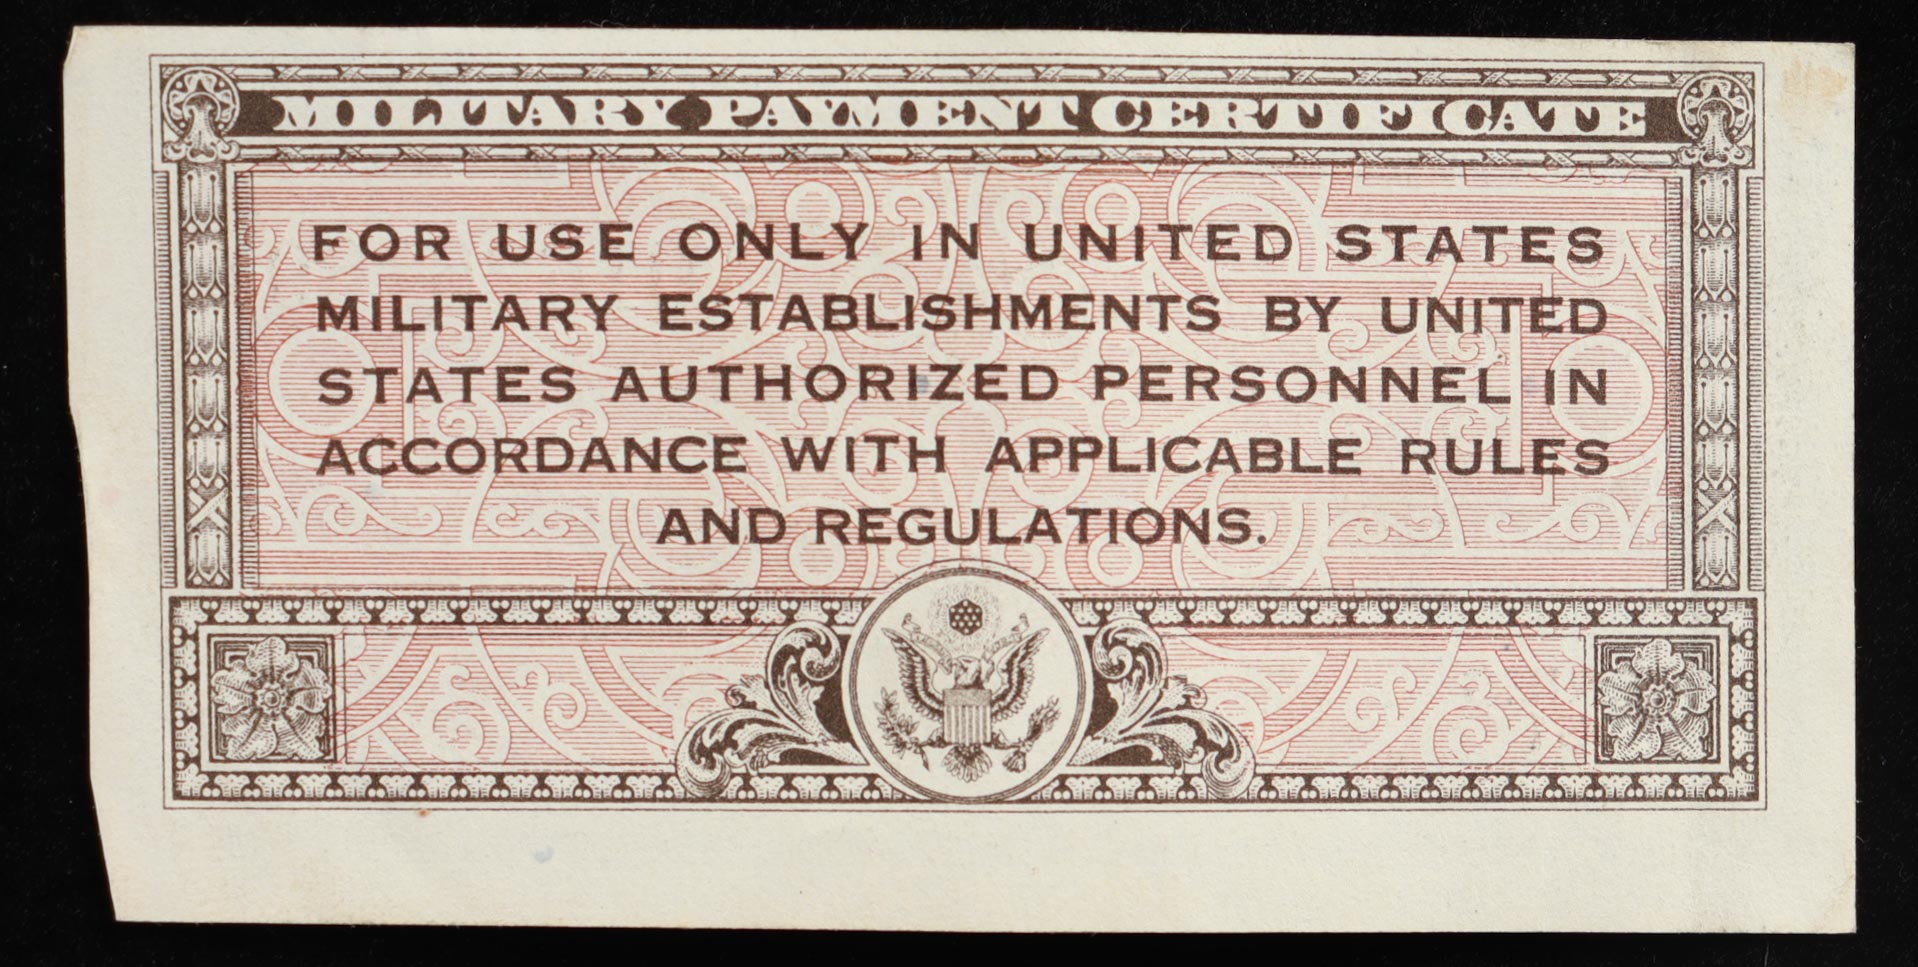 MILITARY PAYMENT CERTIFICATE
FOR USE ONLY IN UNITED STATES
MILITARY ESTABLISHMENTS BY UNITED
STATES AUTHORIZED PERSONNEL IN
ACCORDANCE WITH APPLICABLE RULES
AND REGULATIONS.